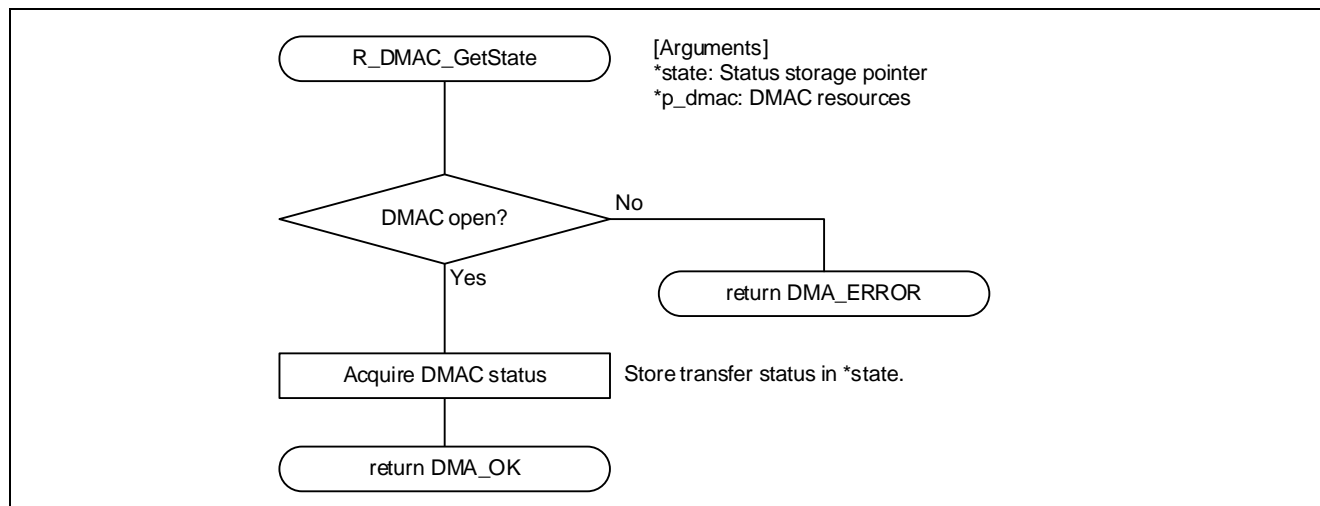 R_DMAC_GetState
[Arguments]
*state: Status storage pointer
*p_dmac: DMAC resources
DMAC open?
No
Yes
return DMA_ERROR
Acquire DMAC status
Store transfer status in *state.
return DMA_OK